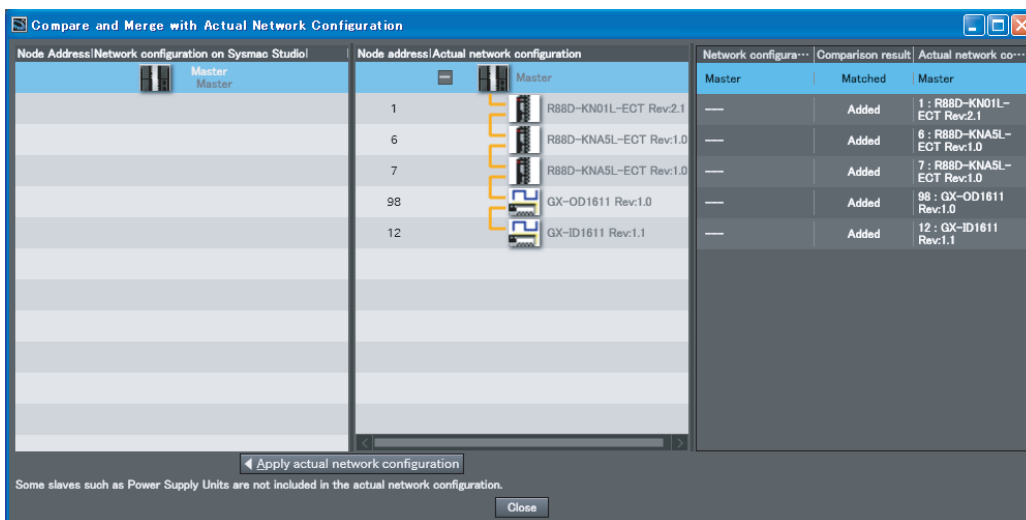 Compare and Merge with Actual Network Configuration
Node Address|Network configuration on Sysmac Studio|
Master
Master
Node address|Actual network configuration
Master
1 R88D-KN01L-ECT Rev:2.1
6 R88D-KNA5L-ECT Rev:1.0
7 R88D-KNA5L-ECT Rev:1.0
98 GX-OD1611 Rev:1.0
12 GX-ID1611 Rev:1.1
Network configura··· Comparison result Actual network co···
Master Matched Master
--- Added 1 : R88D-KN01L-
ECT Rev:2.1
--- Added 6 : R88D-KNA5L-
ECT Rev:1.0
--- Added 7 : R88D-KNA5L-
ECT Rev:1.0
--- Added 98 : GX-OD1611
Rev:1.0
--- Added 12 : GX-ID1611
Rev:1.1
Apply actual network configuration
Some slaves such as Power Supply Units are not included in the actual network configuration.
Close